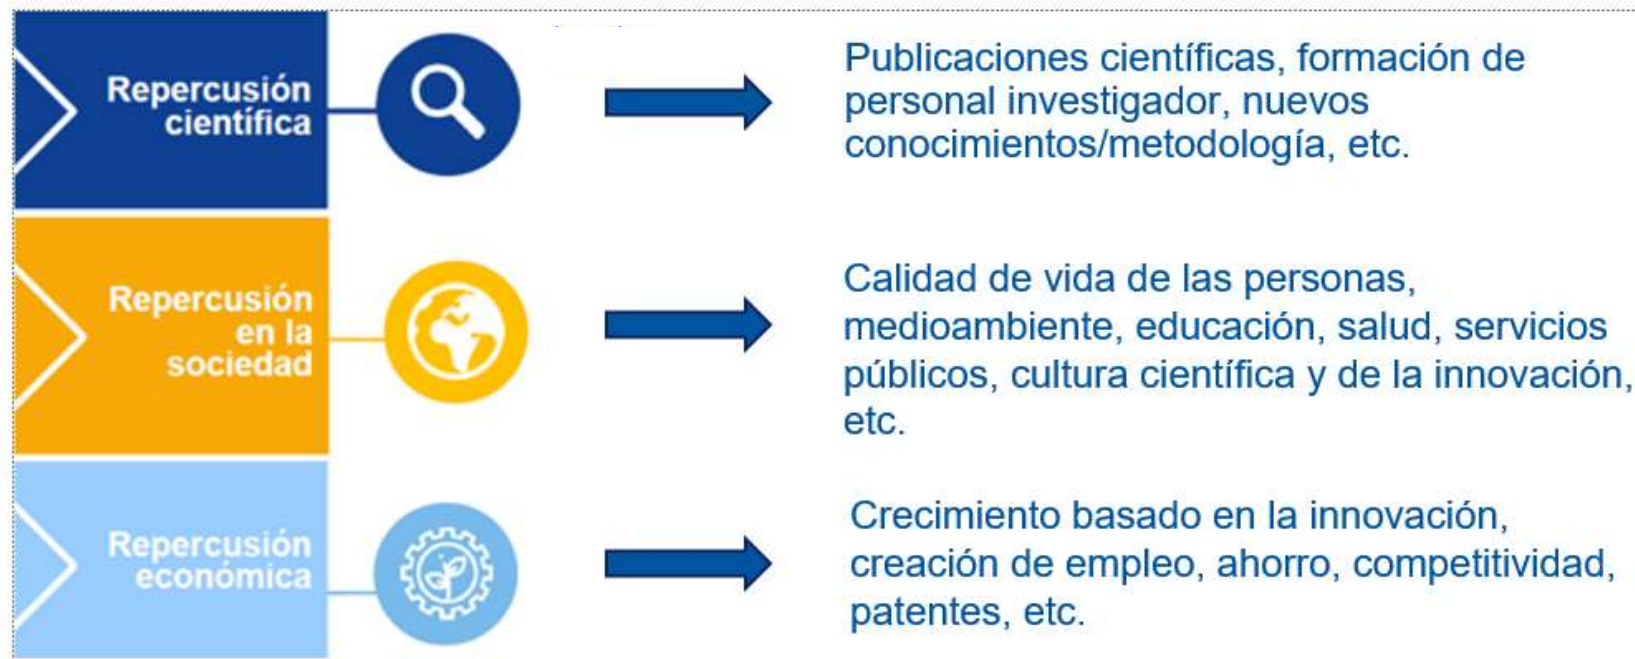 Repercusión
científica
Publicaciones científicas, formación de
personal investigador, nuevos
conocimientos/metodología, etc.
Repercusión
en la
sociedad
Calidad de vida de las personas,
medioambiente, educación, salud, servicios
públicos, cultura científica y de la innovación,
etc.
Repercusión
económica
Crecimiento basado en la innovación,
creación de empleo, ahorro, competitividad,
patentes, etc.